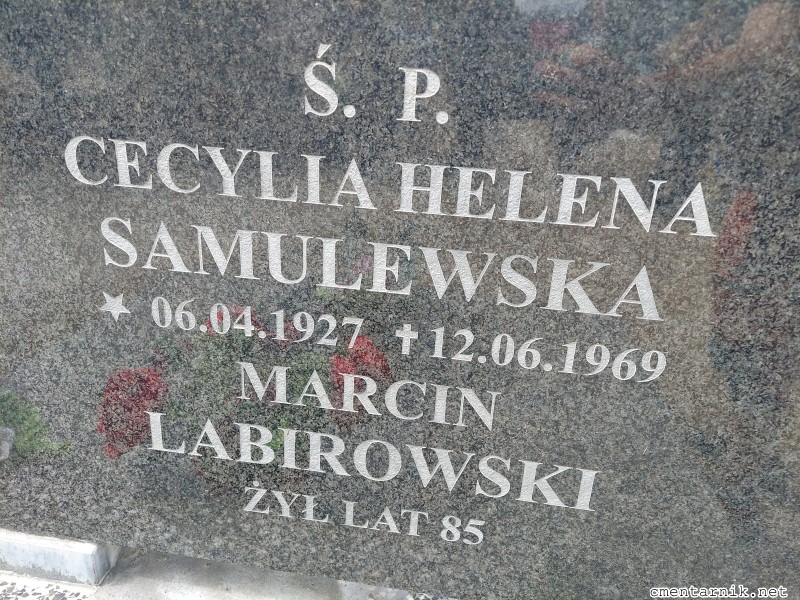 Ś. P.
CECYLIA HELENA
SAMULEWSKA
★ 06.04.1927 ✝ 12.06.1969
MARCIN
LABIROWSKI
ŻYŁ LAT 85
cmentarnik.net